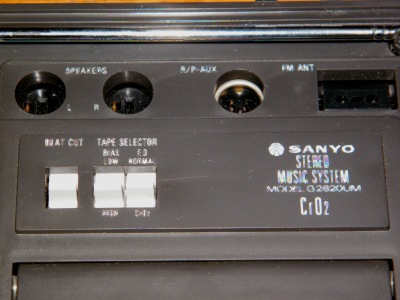 SPEAKERS R/P-AUX FM ANT
L R
BEAT CUT TAPE SELECTOR
BIAS EQ
LOW NORMAL
HIGH CrO2
SANYO
STEREO
MUSIC SYSTEM
MODEL G2620UM
CrO2